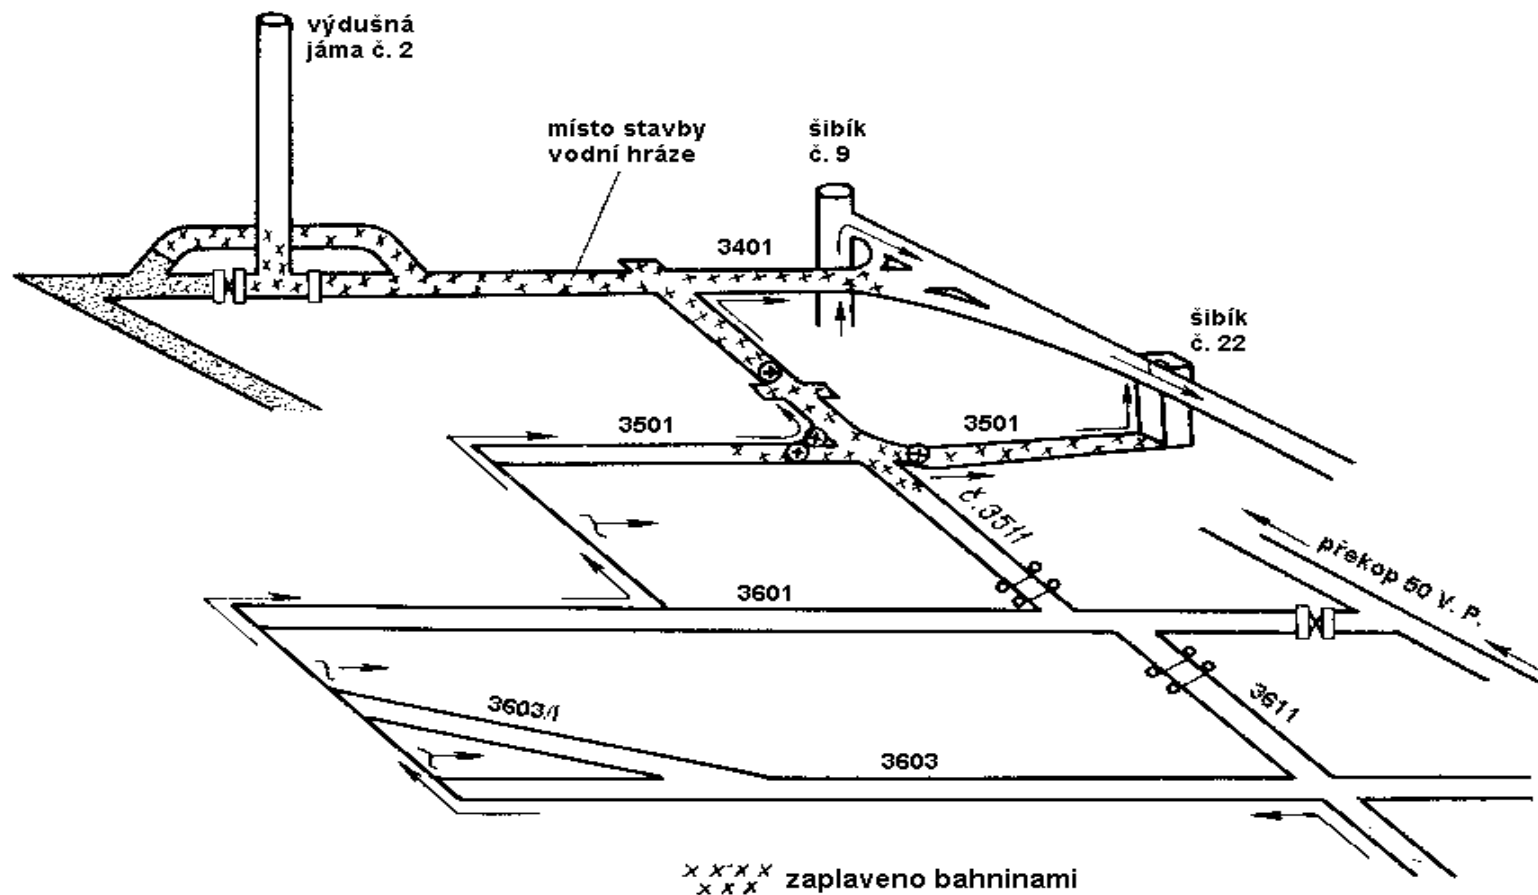 výdušná
jáma č. 2
místo stavby
vodní hráze
šibík
č. 9
3401
šibík
č. 22
3501
3501
č.3511
překop 50 V. P.
3601
3611
3603/I
3603
zaplaveno bahninami